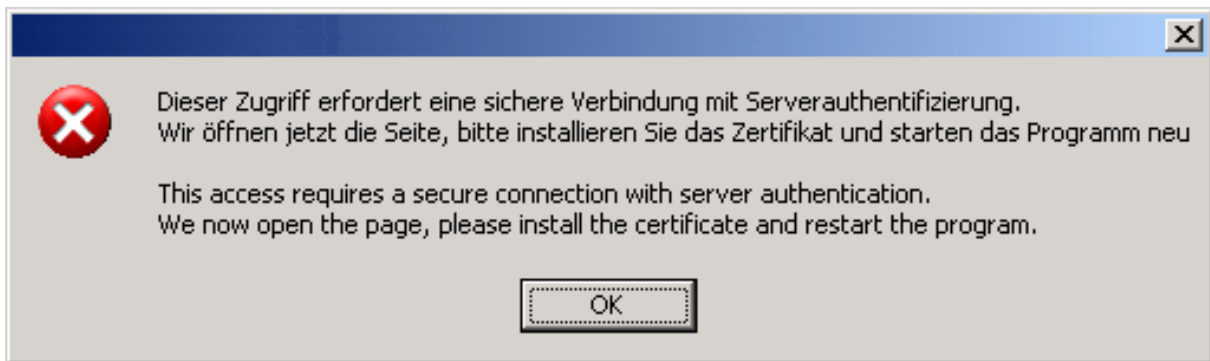 Dieser Zugriff erfordert eine sichere Verbindung mit Serverauthentifizierung.
Wir öffnen jetzt die Seite, bitte installieren Sie das Zertifikat und starten das Programm neu
This access requires a secure connection with server authentication.
We now open the page, please install the certificate and restart the program.
OK